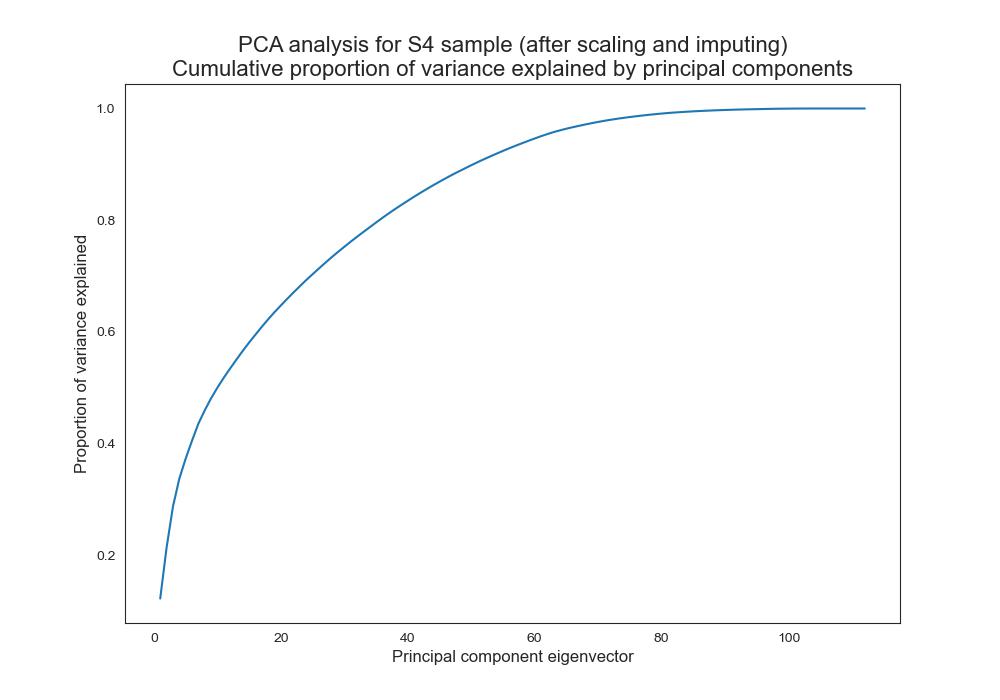 PCA analysis for S4 sample (after scaling and imputing)
Cumulative proportion of variance explained by principal components
1.0
0.8
0.6
0.4
0.2
Proportion of variance explained
0 20 40 60 80 100
Principal component eigenvector